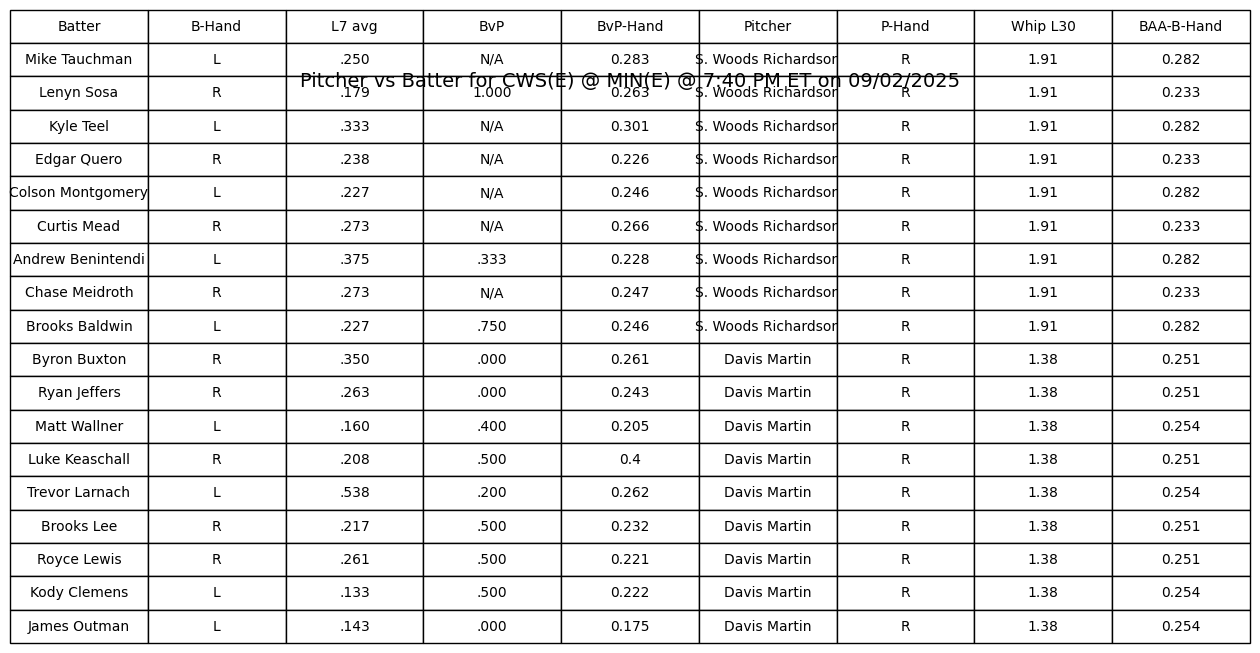 Batter B-Hand L7 avg BvP BvP-Hand Pitcher P-Hand Whip L30 BAA-B-Hand
Mike Tauchman L .250 N/A 0.283 S. Woods Richardson R 1.91 0.282
Pitcher vs Batter for CWS(E) @ MIN(E) @ 7:40 PM ET on 09/02/2025
Lenyn Sosa R .179 1.000 0.263 S. Woods Richardson R 1.91 0.233
Kyle Teel L .333 N/A 0.301 S. Woods Richardson R 1.91 0.282
Edgar Quero R .238 N/A 0.226 S. Woods Richardson R 1.91 0.233
Colson Montgomery L .227 N/A 0.246 S. Woods Richardson R 1.91 0.282
Curtis Mead R .273 N/A 0.266 S. Woods Richardson R 1.91 0.233
Andrew Benintendi L .375 .333 0.228 S. Woods Richardson R 1.91 0.282
Chase Meidroth R .273 N/A 0.247 S. Woods Richardson R 1.91 0.233
Brooks Baldwin L .227 .750 0.246 S. Woods Richardson R 1.91 0.282
Byron Buxton R .350 .000 0.261 Davis Martin R 1.38 0.251
Ryan Jeffers R .263 .000 0.243 Davis Martin R 1.38 0.251
Matt Wallner L .160 .400 0.205 Davis Martin R 1.38 0.254
Luke Keaschall R .208 .500 0.4 Davis Martin R 1.38 0.251
Trevor Larnach L .538 .200 0.262 Davis Martin R 1.38 0.254
Brooks Lee R .217 .500 0.232 Davis Martin R 1.38 0.251
Royce Lewis R .261 .500 0.221 Davis Martin R 1.38 0.251
Kody Clemens L .133 .500 0.222 Davis Martin R 1.38 0.254
James Outman L .143 .000 0.175 Davis Martin R 1.38 0.254